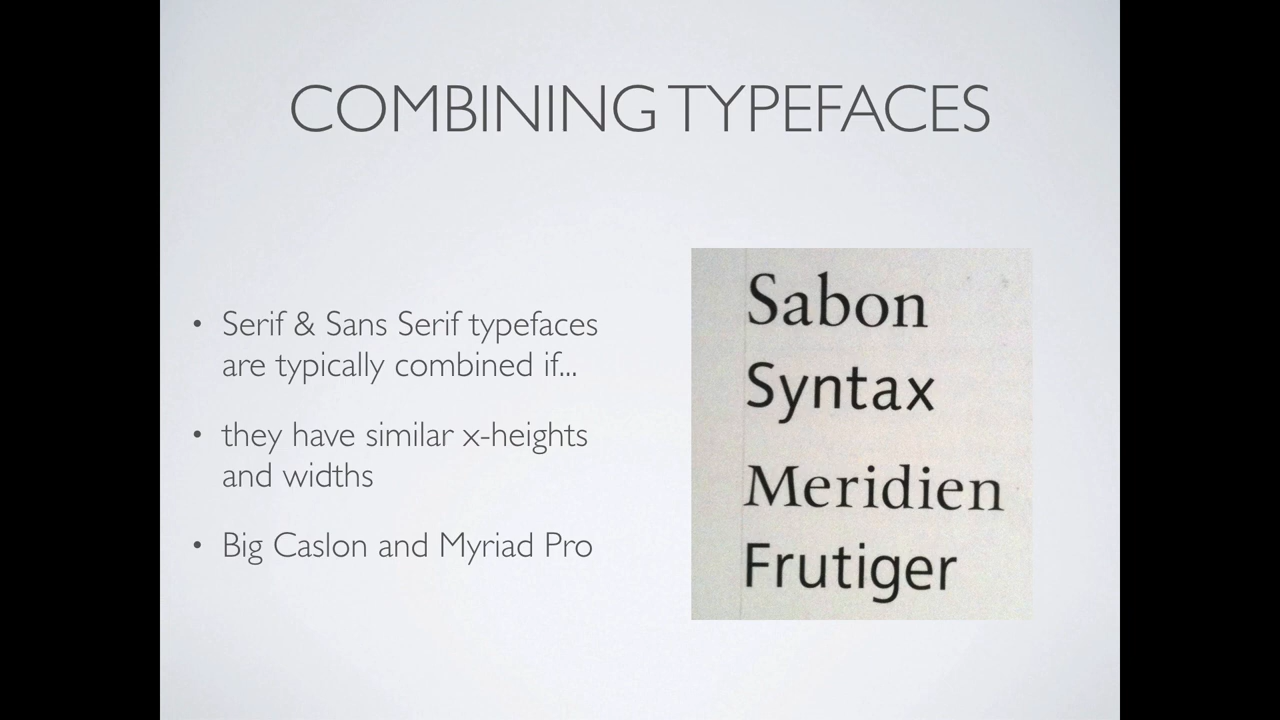 COMBINING TYPEFACES
• Serif & Sans Serif typefaces
are typically combined if...
• they have similar x-heights
and widths
• Big Caslon and Myriad Pro
Sabon
Syntax
Meridien
Frutiger